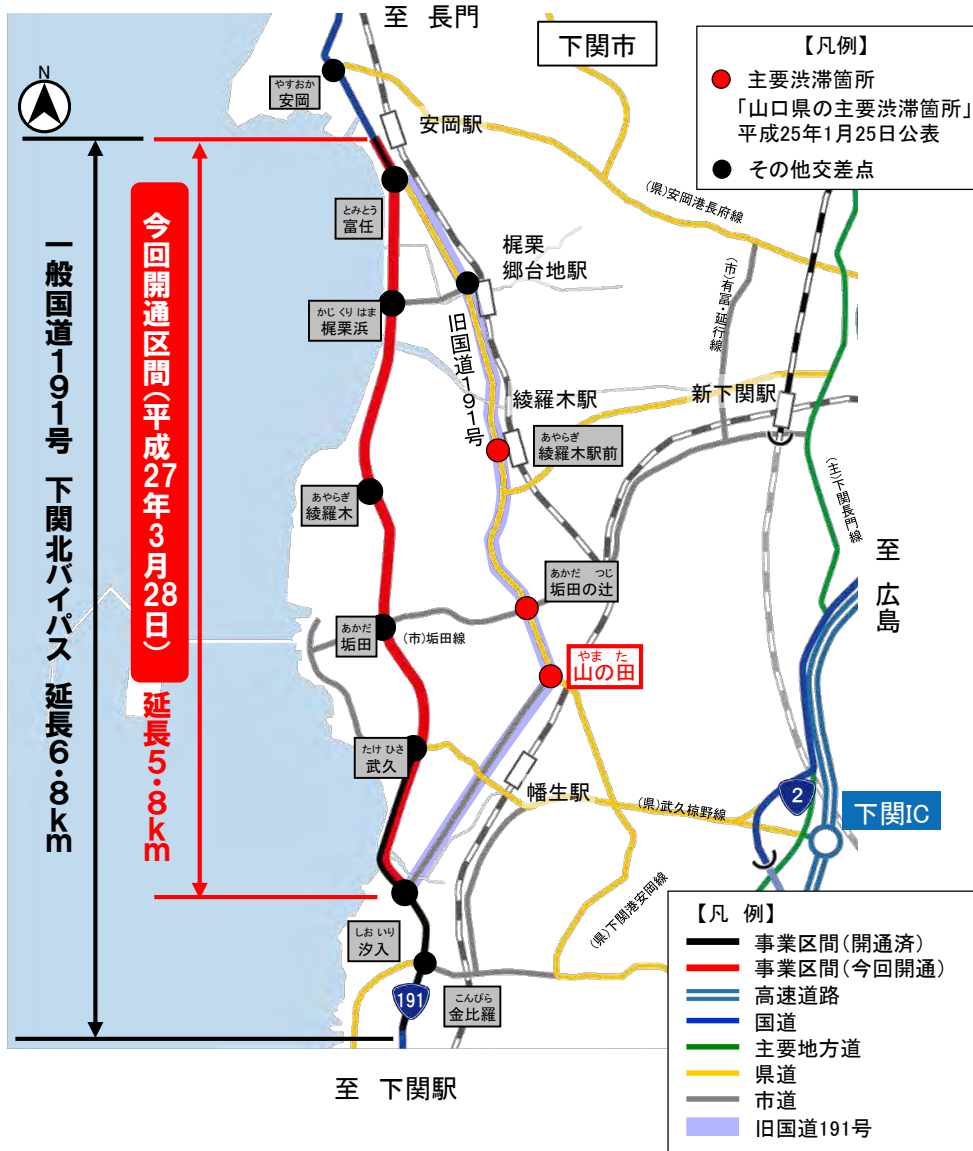 至 長門
下関市
【凡例】
主要渋滞箇所
「山口県の主要渋滞箇所」
平成25年1月25日公表
その他交差点
N
やすおか
安岡
安岡駅
(県)安岡港長府線
とみとう
富任
梶栗
郷台地駅
かじ くり はま
梶栗浜
旧国道191号
(市)有冨・延行線
綾羅木駅
新下関駅
あやらぎ
綾羅木駅前
(主)下関長門線
あやらぎ
綾羅木
至 広島
あかだ つじ
垢田の辻
あかだ
垢田
(市)垢田線
やま た
山の田
たけ ひさ
武久
幡生駅
(県)武久椋野線
2
下関IC
(県)下関港安岡線
しお いり
汐入
191
こんぴら
金比羅
至 下関駅
一般国道191号 下関北バイパス 延長6・8km
今回開通区間(平成27年3月28日)
延長5・8km
【凡 例】
事業区間(開通済)
事業区間(今回開通)
高速道路
国道
主要地方道
県道
市道
旧国道191号